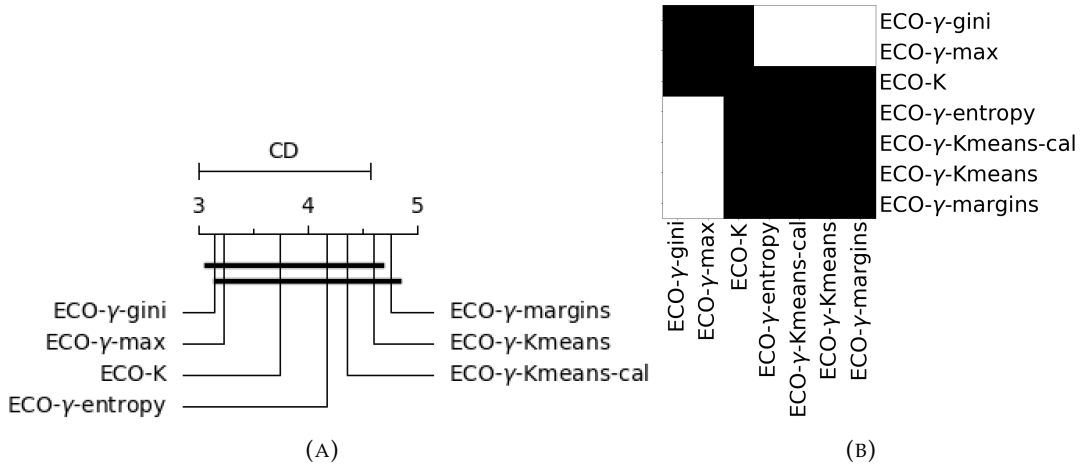 CD
3 4 5
ECO-γ-gini
ECO-γ-max
ECO-K
ECO-γ-entropy
ECO-γ-margins
ECO-γ-Kmeans
ECO-γ-Kmeans-cal
(A)
ECO-γ-gini
ECO-γ-max
ECO-K
ECO-γ-entropy
ECO-γ-Kmeans-cal
ECO-γ-Kmeans
ECO-γ-margins
ECO-γ-gini
ECO-γ-max
ECO-K
ECO-γ-entropy
ECO-γ-Kmeans-cal
ECO-γ-Kmeans
ECO-γ-margins
(B)